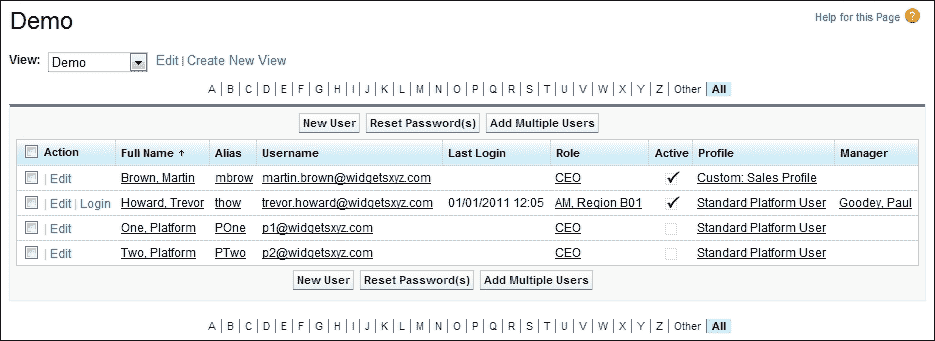 Demo
Help for this Page ?
View: Demo Edit | Create New View
A | B | C | D | E | F | G | H | I | J | K | L | M | N | O | P | Q | R | S | T | U | V | W | X | Y | Z | Other | All
New User Reset Password(s) Add Multiple Users
Action Full Name ↑ Alias Username Last Login Role Active Profile Manager
| Edit Brown, Martin mbrow martin.brown@widgetsxyz.com CEO ✓ Custom: Sales Profile
| Edit | Login Howard, Trevor thow trevor.howard@widgetsxyz.com 01/01/2011 12:05 AM, Region B01 ✓ Standard Platform User Goodey, Paul
| Edit One, Platform POne p1@widgetsxyz.com CEO Standard Platform User
| Edit Two, Platform PTwo p2@widgetsxyz.com CEO Standard Platform User
New User Reset Password(s) Add Multiple Users
A | B | C | D | E | F | G | H | I | J | K | L | M | N | O | P | Q | R | S | T | U | V | W | X | Y | Z | Other | All